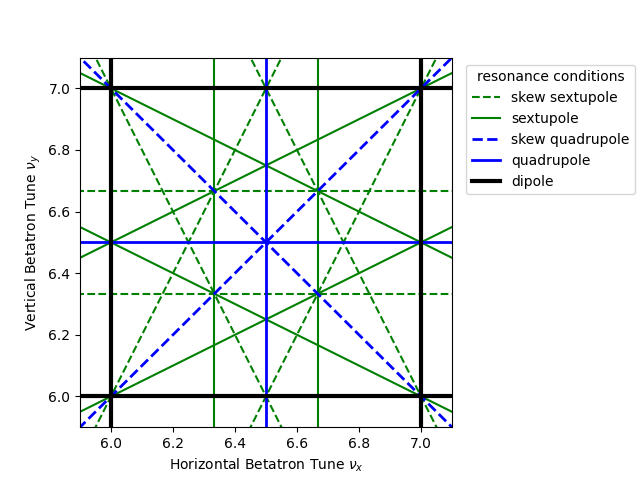 resonance conditions
skew sextupole
sextupole
skew quadrupole
quadrupole
dipole
7.0
6.8
6.6
6.4
6.2
6.0
Vertical Betatron Tune νy
6.0 6.2 6.4 6.6 6.8 7.0
Horizontal Betatron Tune νx